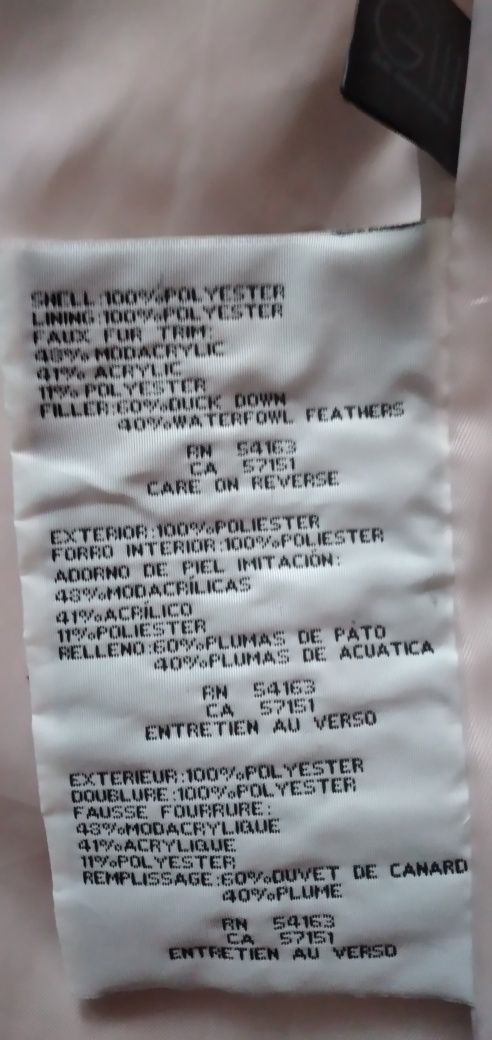 GIII
SHELL:100%POLYESTER
LINING:100%POLYESTER
FAUX FUR TRIM:
48%MODACRYLIC
41% ACRYLIC
11% POLYESTER
FILLER:60%DUCK DOWN
40%WATERFOWL FEATHERS
RN 54163
CA 57151
CARE ON REVERSE
EXTERIOR:100%POLIESTER
FORRO INTERIOR:100%POLIESTER
ADORNO DE PIEL IMITACIÓN:
48%MODACRÍLICAS
41%ACRÍLICO
11%POLIESTER
RELLENO:60%PLUMAS DE PATO
40%PLUMAS DE ACUATICA
RN 54163
CA 57151
ENTRETIEN AU VERSO
EXTERIEUR:100%POLYESTER
DOUBLURE:100%POLYESTER
FAUSSE FOURRURE:
48%MODACRYLIQUE
41%ACRYLIQUE
11%POLYESTER
REMPLISSAGE:60%DUVET DE CANARD
40%PLUME
RN 54163
CA 57151
ENTRETIEN AU VERSO